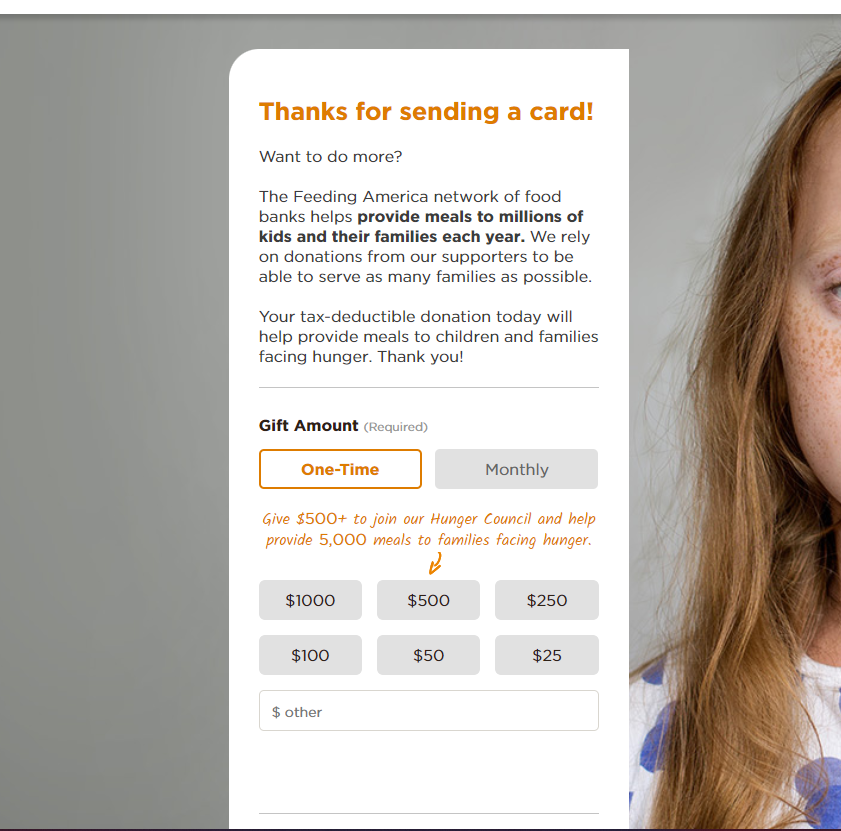 Thanks for sending a card!
Want to do more?
The Feeding America network of food
banks helps provide meals to millions of
kids and their families each year. We rely
on donations from our supporters to be
able to serve as many families as possible.
Your tax-deductible donation today will
help provide meals to children and families
facing hunger. Thank you!
Gift Amount (Required)
One-Time Monthly
Give $500+ to join our Hunger Council and help
provide 5,000 meals to families facing hunger.
$1000 $500 $250
$100 $50 $25
$ other